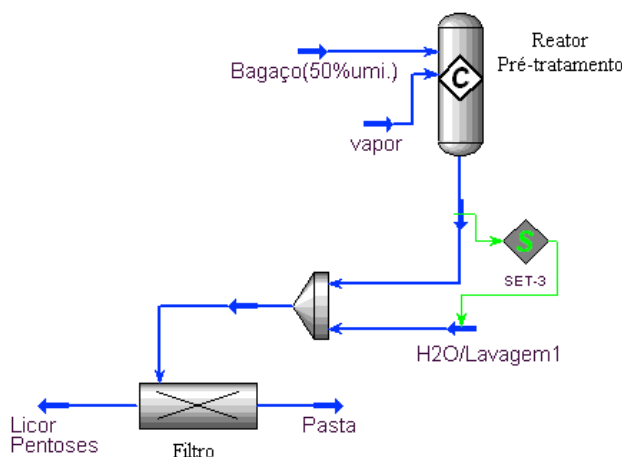 Reator
Pré-tratamento
Bagaço(50%umi.)
C
vapor
S
SET-3
H2O/Lavagem1
Licor
Pentoses
Pasta
Filtro